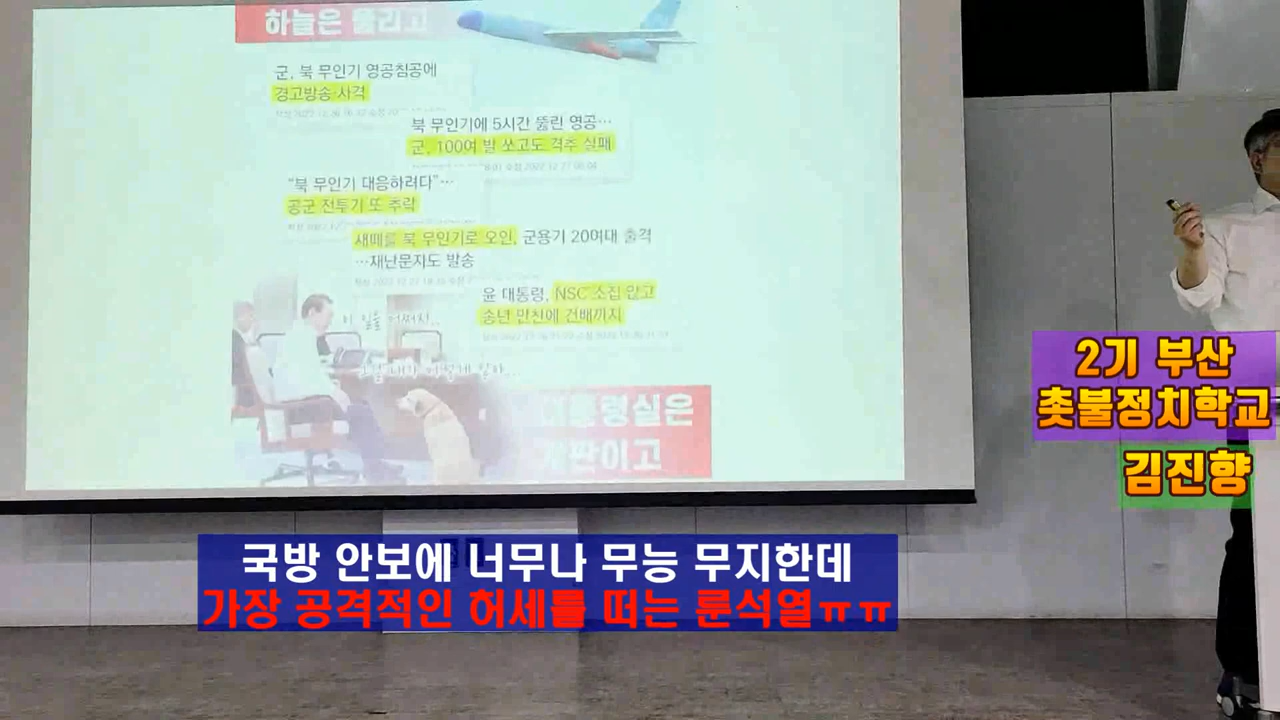 하늘은 뚫리고
군, 북 무인기 영공침공에
경고방송·사격
북 무인기에 5시간 뚫린 영공…
군, 100여 발 쏘고도 격추 실패
“북 무인기 대응하려다”…
공군 전투기 또 추락
새떼를 북 무인기로 오인, 군용기 20여대 출격
…재난문자도 발송
윤 대통령, NSC 소집 않고
송년 만찬에 건배까지
이 일을 어쩌지..
대통령실은
개판이고
2기 부산
촛불정치학교
김진향
국방 안보에 너무나 무능 무지한데
가장 공격적인 허세를 떠는 룬석열ㅠㅠ